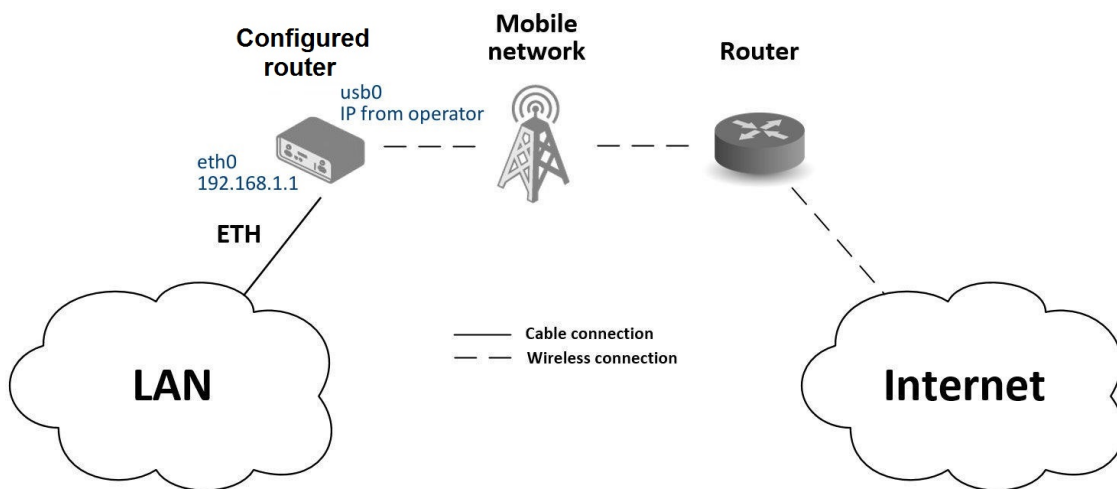 Configured
router
Mobile
network
Router
usb0
IP from operator
eth0
192.168.1.1
ETH
LAN
Cable connection
Wireless connection
Internet